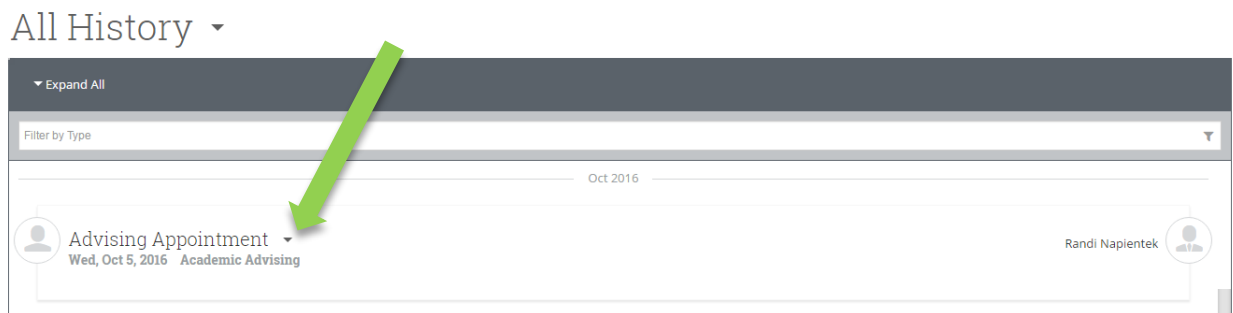 All History
Expand All
Filter by Type
Oct 2016
Advising Appointment
Wed, Oct 5, 2016 Academic Advising
Randi Napientek